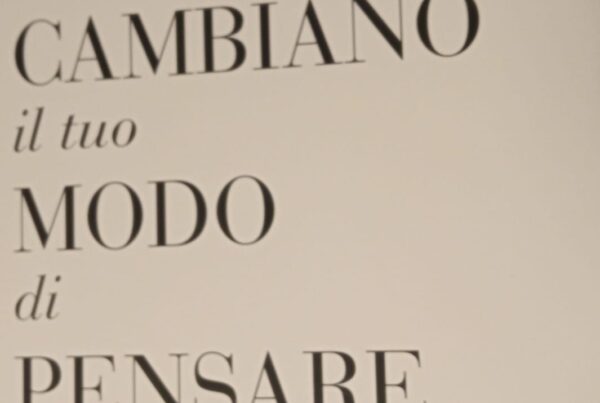 CAMBIANO
il tuo
MODO
di
PENSARE